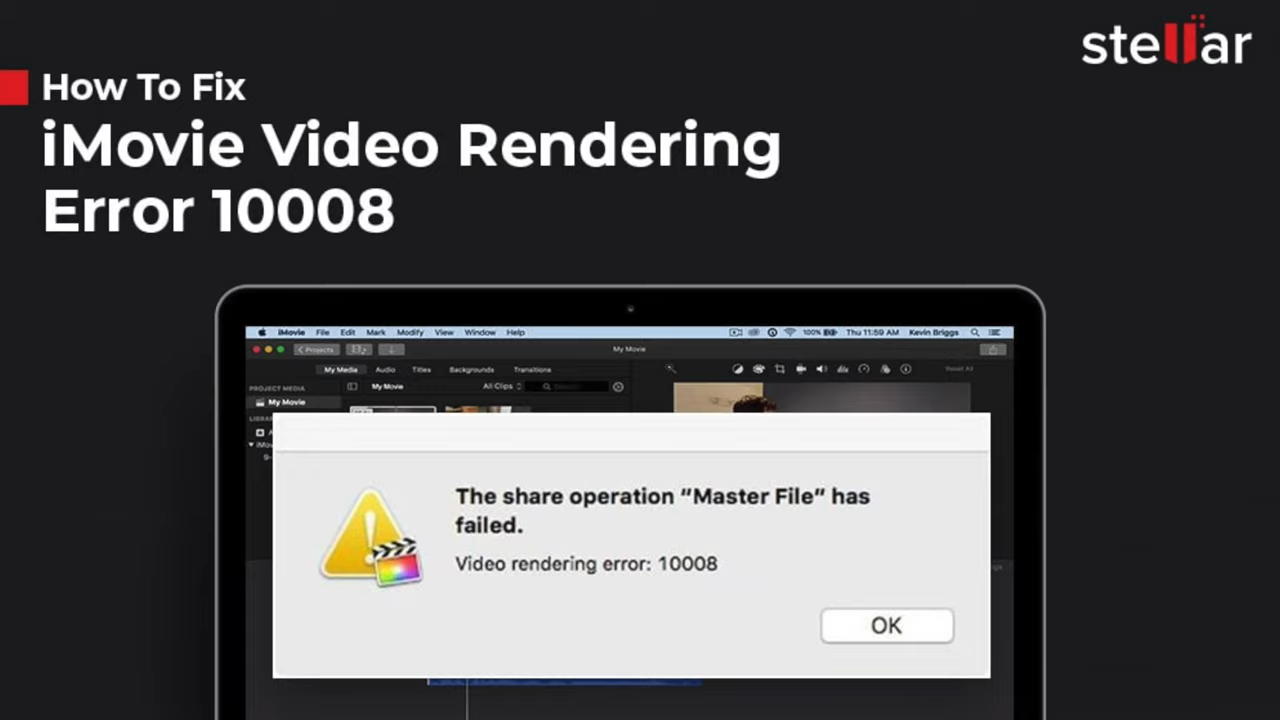 stellar
How To Fix
iMovie Video Rendering
Error 10008
iMovie File Edit Mark Modify View Window Help
100% Thu 11:59 AM Kevin Briggs
Projects
My Movie
My Media Audio Titles Backgrounds Transitions
Reset All
PROJECT MEDIA
My Movie
All Clips
Search
My Movie
The share operation “Master File” has
failed.
Video rendering error: 10008
OK